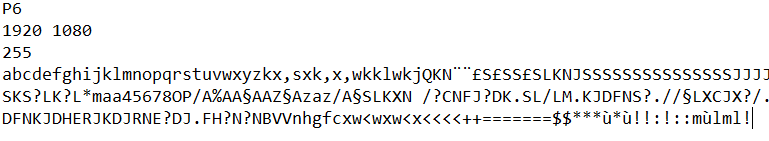 P6
1920 1080
255
abcdefghijklmnopqrstuvwxyzkx,sxk,x,wkklwkjQKN¨¨£S£SS£SLKNJSSSSSSSSSSSSSSSJJJJ
SKS?LK?L*maa45678OP/A%AA§AAZ§Azaz/A§SLKXN /?CNFJ?DK.SL/LM.KJDFNS?.//§LXCJX?/.
DFNKJDHERJKDJRNE?DJ.FH?N?NBVVnhgfcxw<wxw<x<<<<++=======$$***ù*ù!!:!::mùlml!